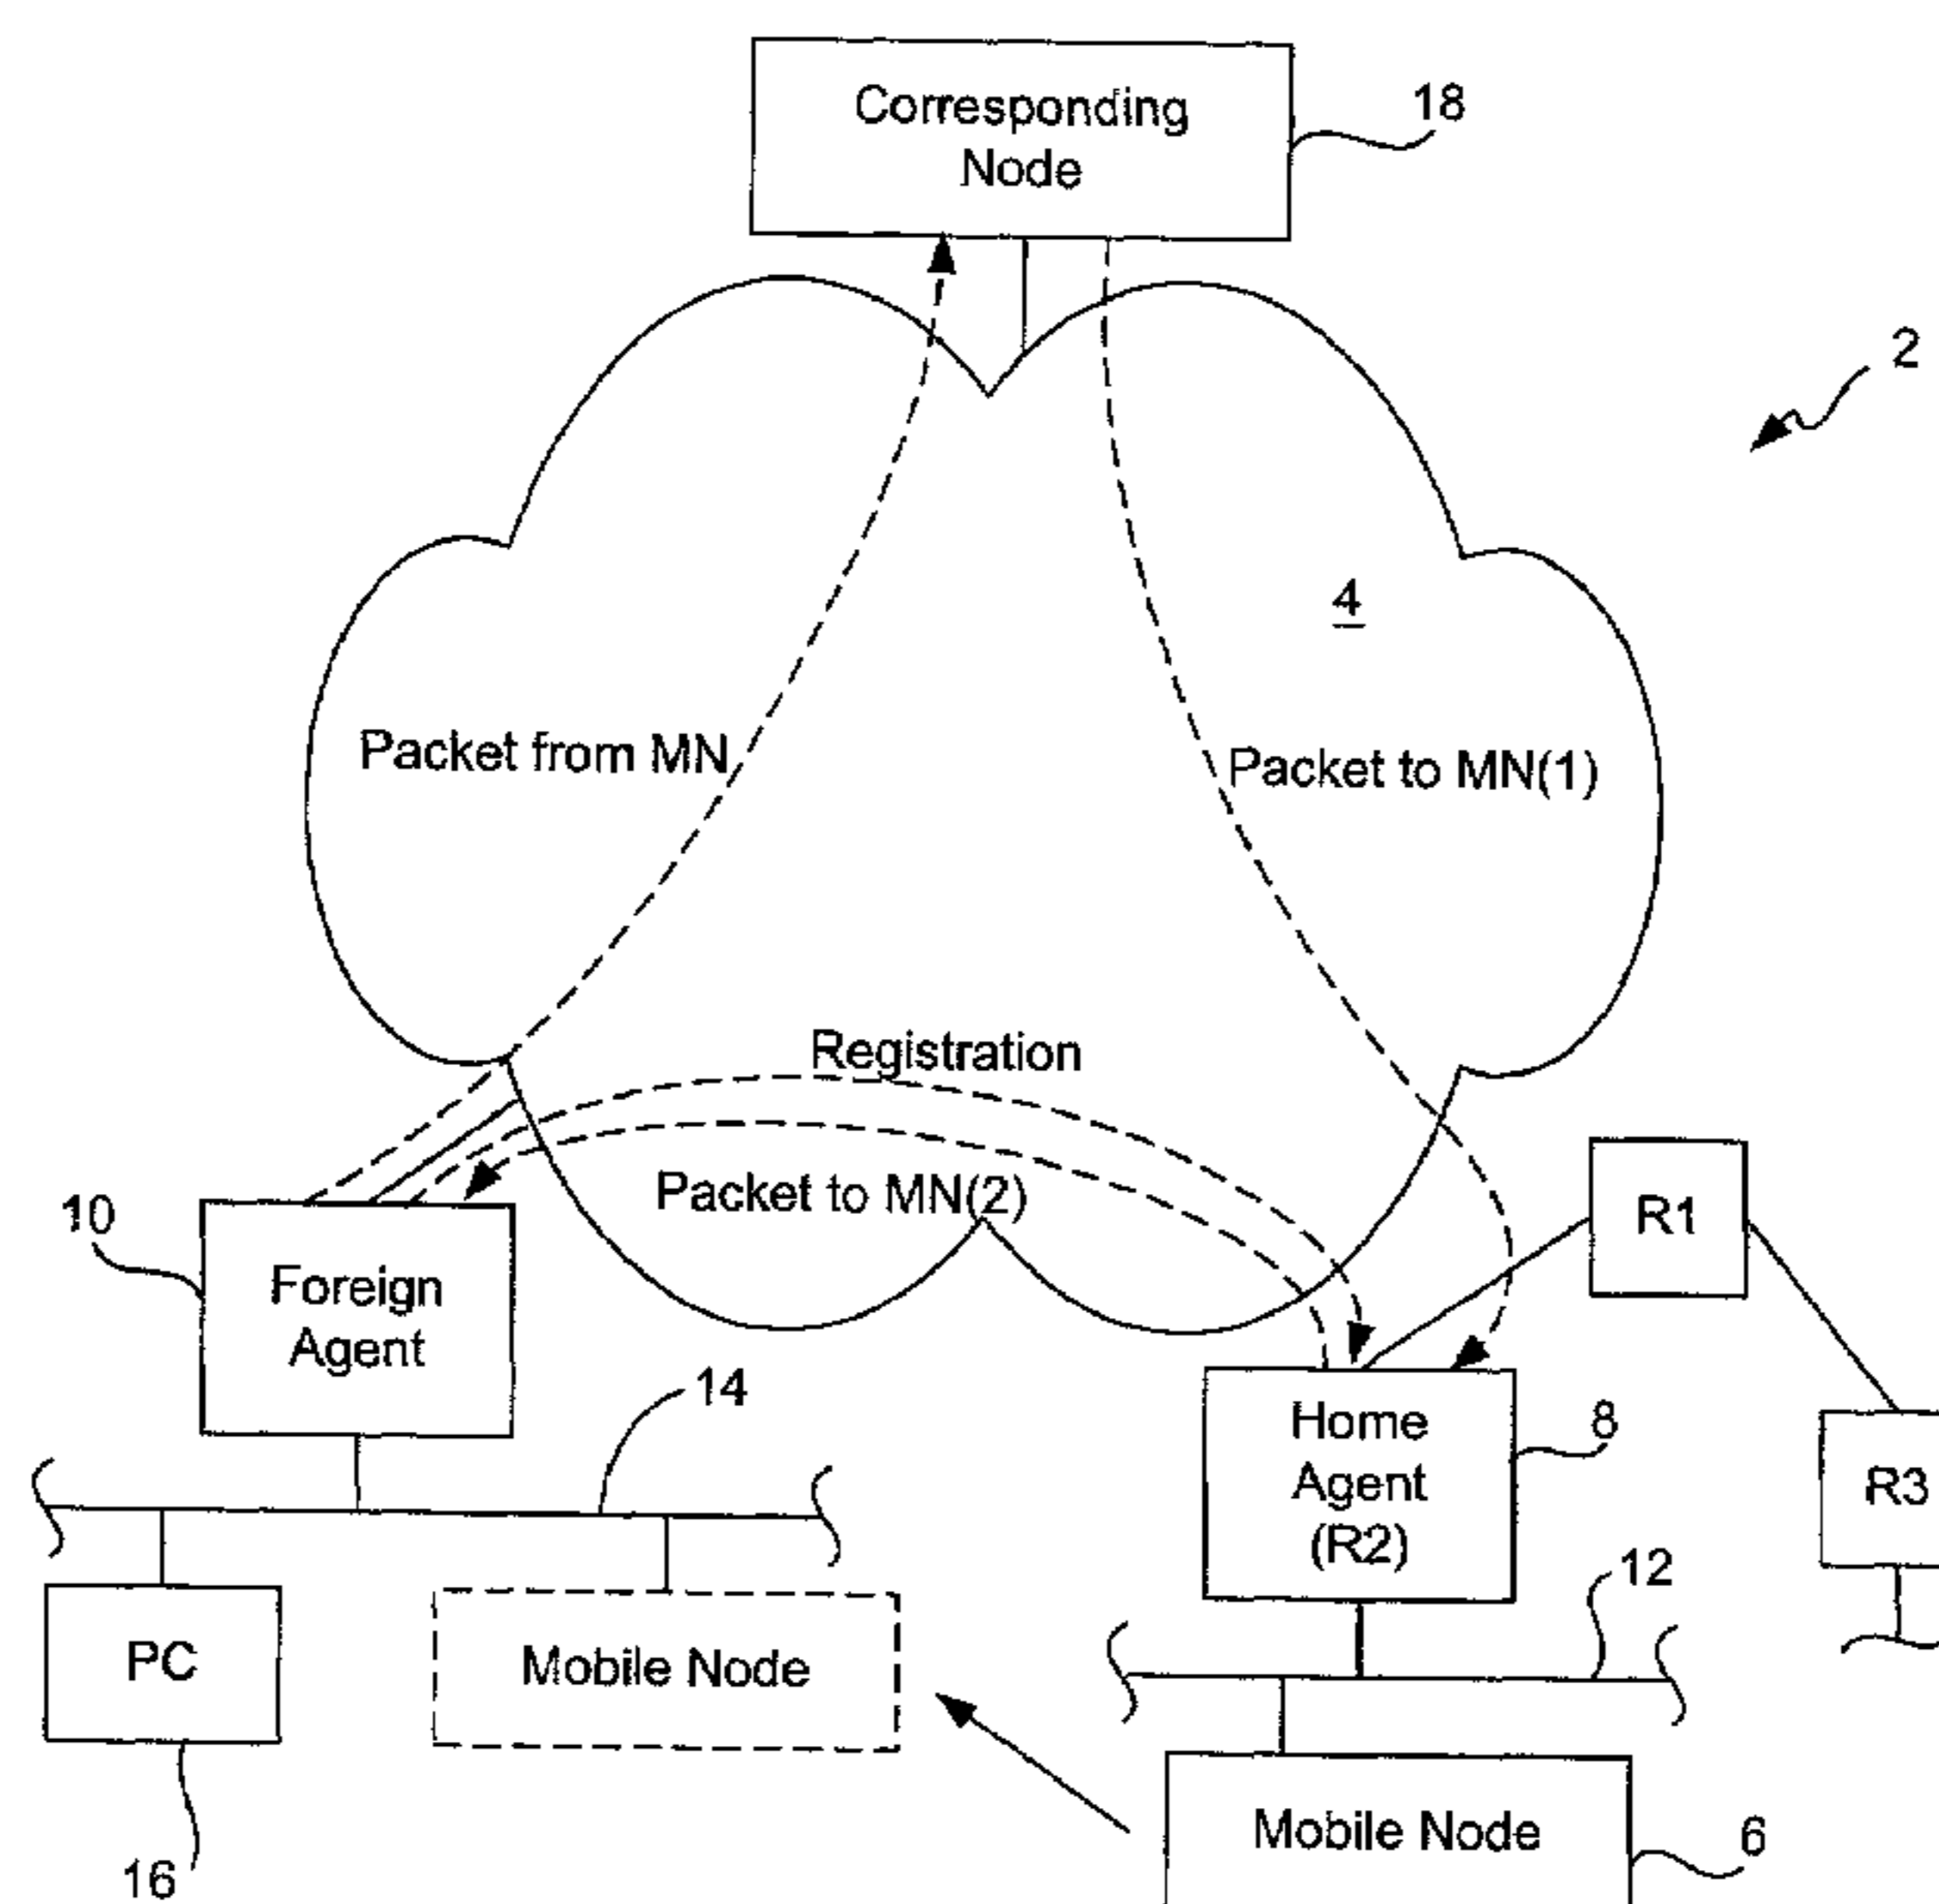 Corresponding
Node
18
2
4
Packet from MN
Packet to MN(1)
Registration
Packet to MN(2)
R1
10
Foreign
Agent
14
Home
Agent
(R2)
8
R3
12
PC
Mobile Node
Mobile Node
6
16